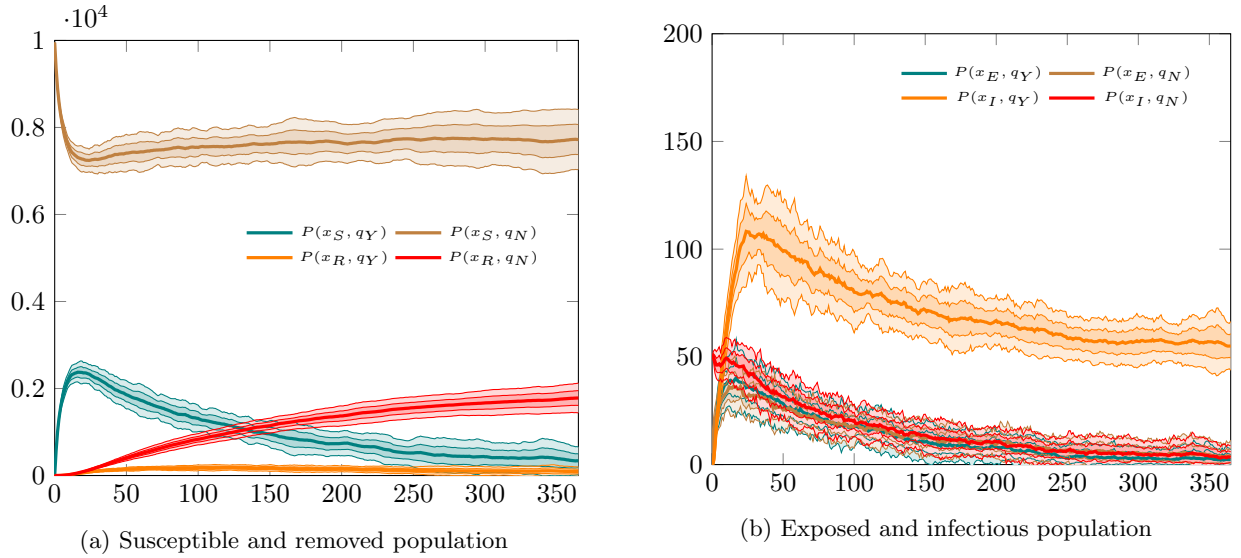 ·10⁴
1
0.8
0.6
0.4
0.2
0
0 50 100 150 200 250 300 350
P(x_S, q_Y) P(x_S, q_N)
P(x_R, q_Y) P(x_R, q_N)
(a) Susceptible and removed population
200
150
100
50
0
0 50 100 150 200 250 300 350
P(x_E, q_Y) P(x_E, q_N)
P(x_I, q_Y) P(x_I, q_N)
(b) Exposed and infectious population